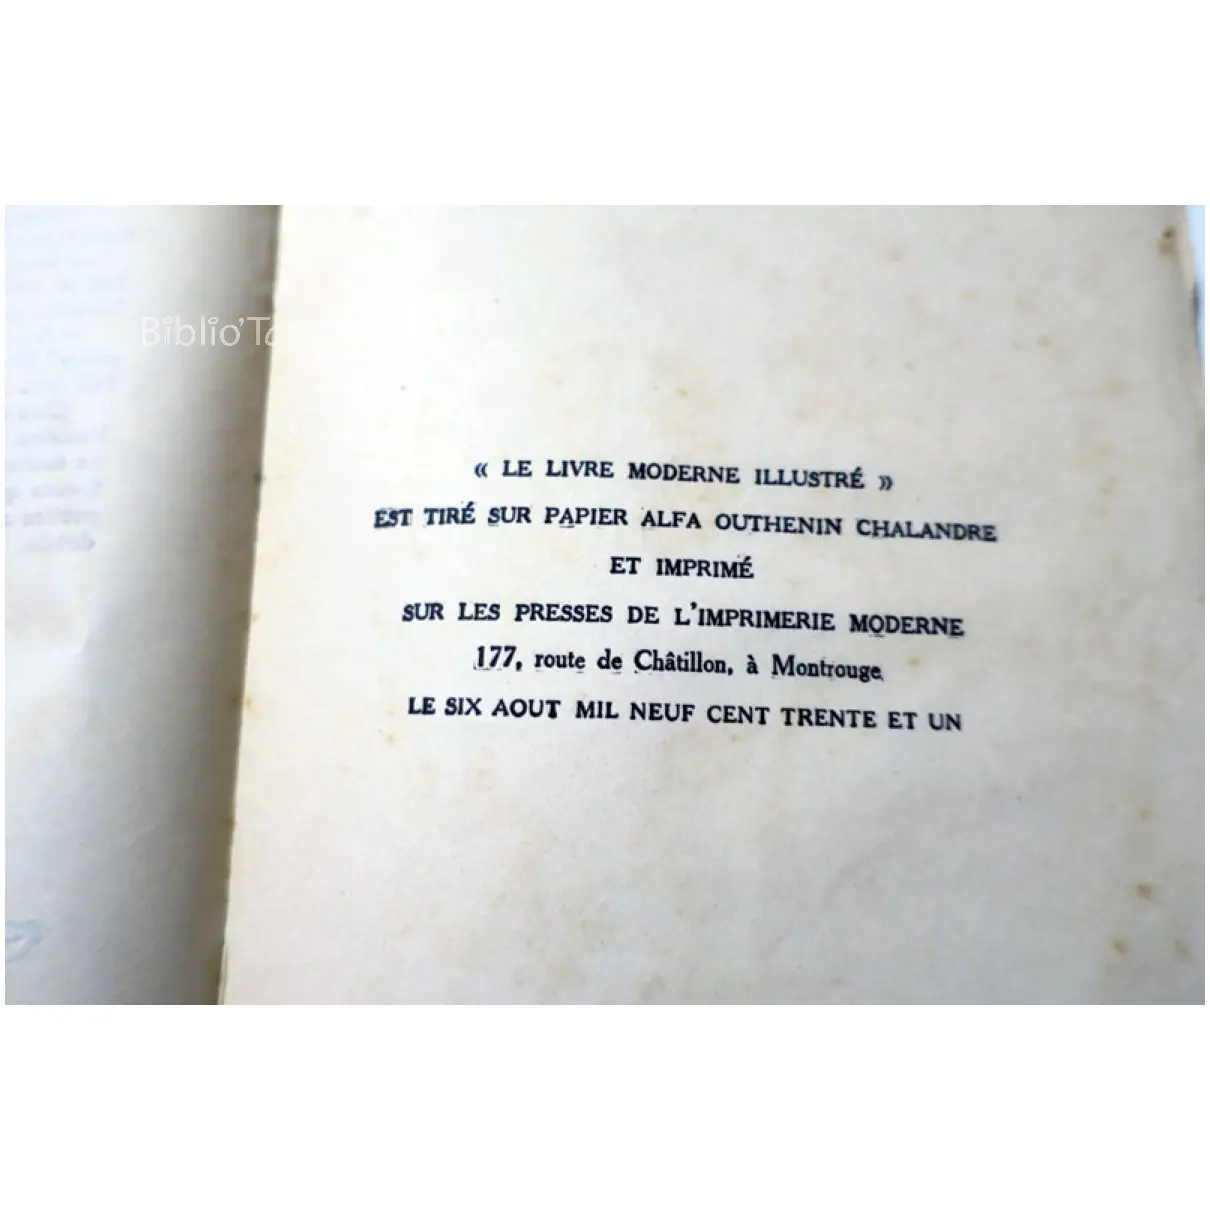 Biblio'T
« LE LIVRE MODERNE ILLUSTRÉ »
EST TIRÉ SUR PAPIER ALFA OUTHENIN CHALANDRE
ET IMPRIMÉ
SUR LES PRESSES DE L'IMPRIMERIE MODERNE
177, route de Châtillon, à Montrouge
LE SIX AOUT MIL NEUF CENT TRENTE ET UN